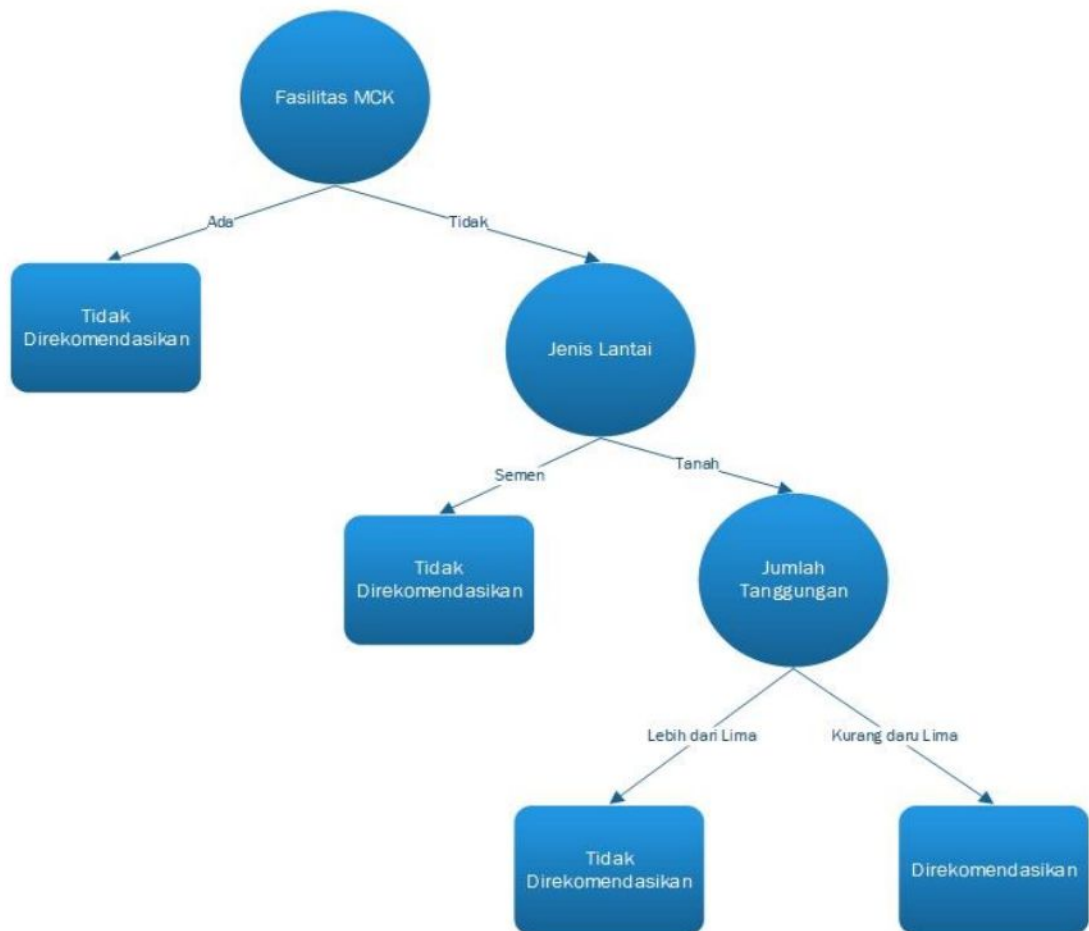 Fasilitas MCK
Ada
Tidak
Tidak
Direkomendasikan
Jenis Lantai
Semen
Tanah
Tidak
Direkomendasikan
Jumlah
Tanggungan
Lebih dari Lima
Kurang daru Lima
Tidak
Direkomendasikan
Direkomendasikan